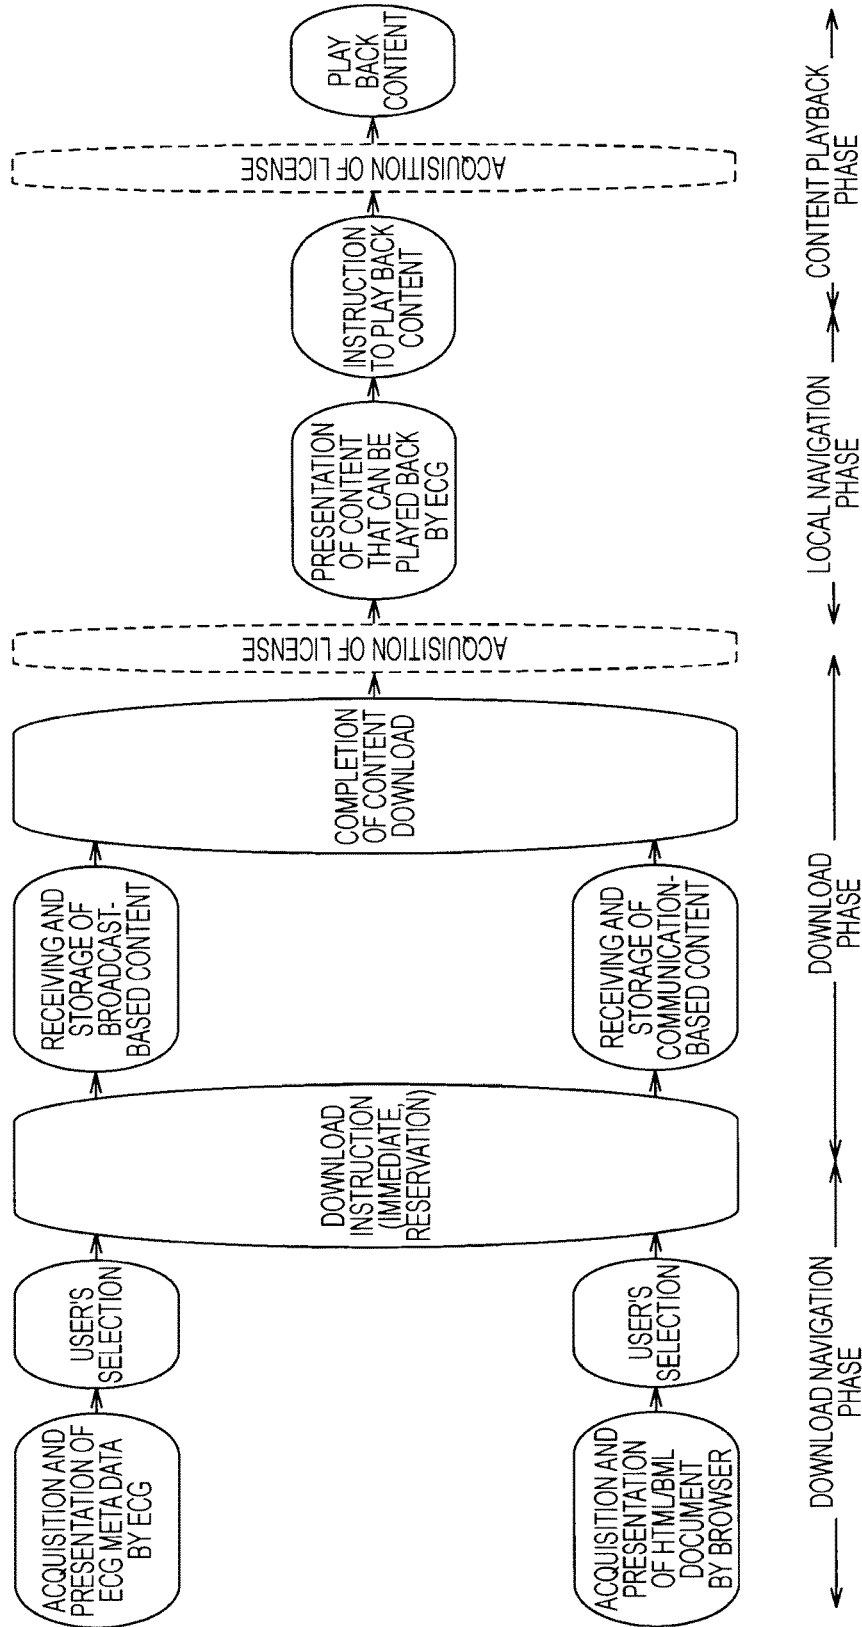 ACQUISITION AND
PRESENTATION OF
ECG META DATA
BY ECG
USER'S
SELECTION
ACQUISITION AND
PRESENTATION
OF HTML/BML
DOCUMENT
BY BROWSER
USER'S
SELECTION
DOWNLOAD
INSTRUCTION
(IMMEDIATE,
RESERVATION)
RECEIVING AND
STORAGE OF
BROADCAST-
BASED CONTENT
RECEIVING AND
STORAGE OF
COMMUNICATION-
BASED CONTENT
COMPLETION
OF CONTENT
DOWNLOAD
ACQUISITION OF LICENSE
PRESENTATION
OF CONTENT
THAT CAN BE
PLAYED BACK
BY ECG
INSTRUCTION
TO PLAY BACK
CONTENT
ACQUISITION OF LICENSE
PLAY
BACK
CONTENT
DOWNLOAD NAVIGATION
PHASE
DOWNLOAD
PHASE
LOCAL NAVIGATION
PHASE
CONTENT PLAYBACK
PHASE